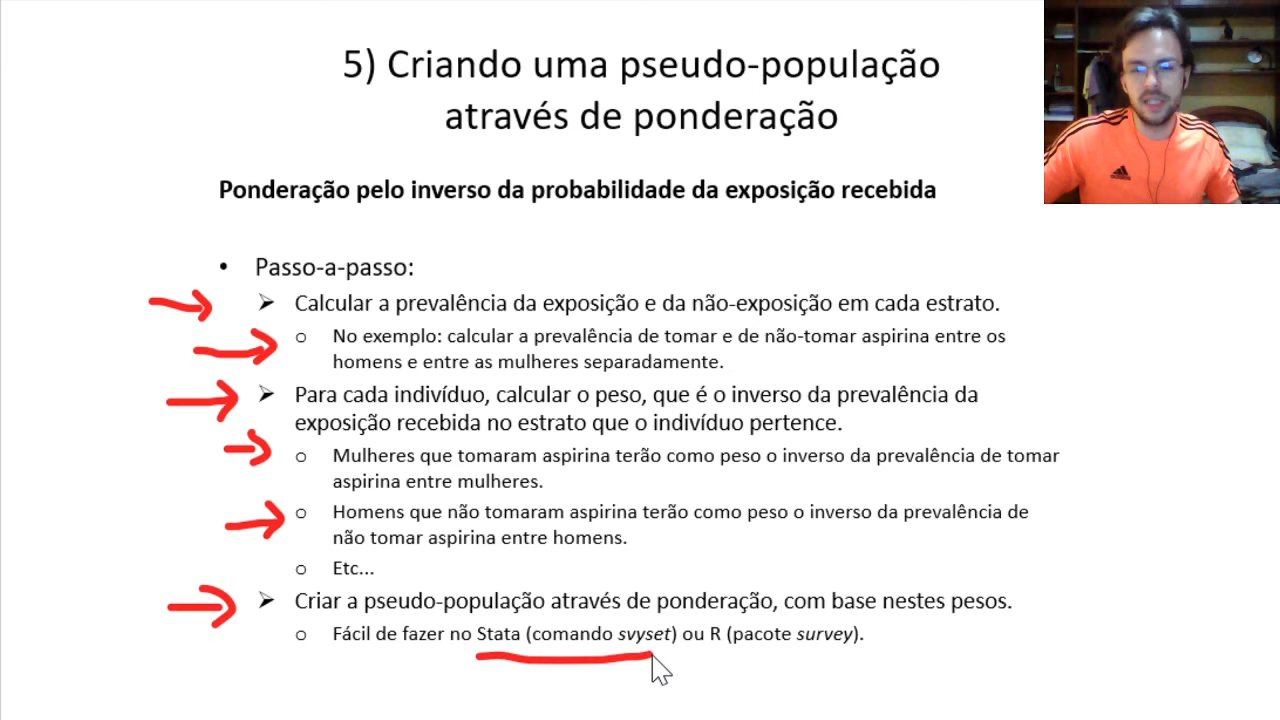 5) Criando uma pseudo-população
através de ponderação
Ponderação pelo inverso da probabilidade da exposição recebida
• Passo-a-passo:
➢ Calcular a prevalência da exposição e da não-exposição em cada estrato.
o No exemplo: calcular a prevalência de tomar e de não-tomar aspirina entre os
homens e entre as mulheres separadamente.
➢ Para cada indivíduo, calcular o peso, que é o inverso da prevalência da
exposição recebida no estrato que o indivíduo pertence.
o Mulheres que tomaram aspirina terão como peso o inverso da prevalência de tomar
aspirina entre mulheres.
o Homens que não tomaram aspirina terão como peso o inverso da prevalência de
não tomar aspirina entre homens.
o Etc...
➢ Criar a pseudo-população através de ponderação, com base nestes pesos.
o Fácil de fazer no Stata (comando svyset) ou R (pacote survey).
adidas